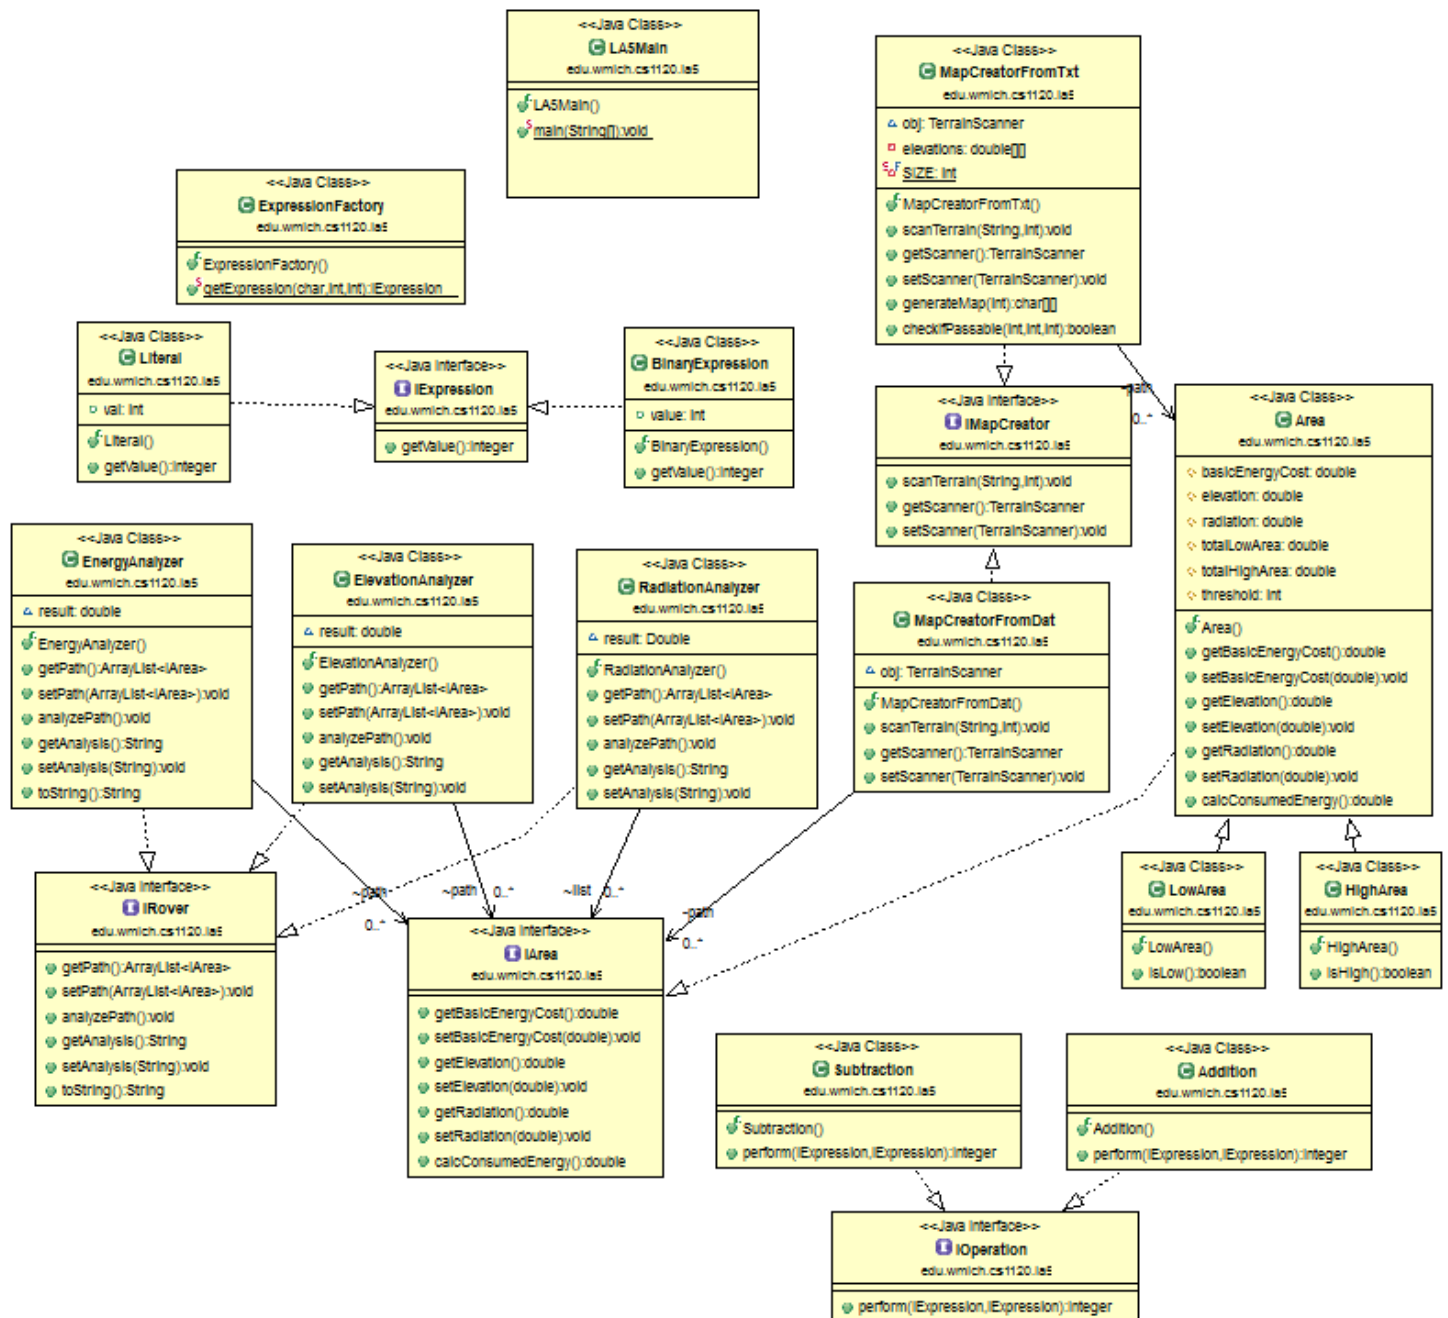 <<Java Class>>
LA5Main
edu.wmich.cs1120.la5
LA5Main()
main(String[]):void
<<Java Class>>
MapCreatorFromTxt
edu.wmich.cs1120.la5
obj: TerrainScanner
elevations: double[][]
SIZE: int
MapCreatorFromTxt()
scanTerrain(String,int):void
getScanner():TerrainScanner
setScanner(TerrainScanner):void
generateMap(int):char[][]
checkIfPassable(int,int,int):boolean
<<Java Class>>
ExpressionFactory
edu.wmich.cs1120.la5
ExpressionFactory()
getExpression(char,int,int):IExpression
<<Java Class>>
Literal
edu.wmich.cs1120.la5
val: int
Literal()
getValue():Integer
<<Java Interface>>
IExpression
edu.wmich.cs1120.la5
getValue():Integer
<<Java Class>>
BinaryExpression
edu.wmich.cs1120.la5
value: int
BinaryExpression()
getValue():Integer
<<Java Interface>>
IMapCreator
edu.wmich.cs1120.la5
scanTerrain(String,int):void
getScanner():TerrainScanner
setScanner(TerrainScanner):void
~path
0..*
<<Java Class>>
Area
edu.wmich.cs1120.la5
basicEnergyCost: double
elevation: double
radiation: double
totalLowArea: double
totalHighArea: double
threshold: int
Area()
getBasicEnergyCost():double
setBasicEnergyCost(double):void
getElevation():double
setElevation(double):void
getRadiation():double
setRadiation(double):void
calcConsumedEnergy():double
<<Java Class>>
EnergyAnalyzer
edu.wmich.cs1120.la5
result: double
EnergyAnalyzer()
getPath():ArrayList<IArea>
setPath(ArrayList<IArea>):void
analyzePath():void
getAnalysis():String
setAnalysis(String):void
toString():String
<<Java Class>>
ElevationAnalyzer
edu.wmich.cs1120.la5
result: double
ElevationAnalyzer()
getPath():ArrayList<IArea>
setPath(ArrayList<IArea>):void
analyzePath():void
getAnalysis():String
setAnalysis(String):void
<<Java Class>>
RadiationAnalyzer
edu.wmich.cs1120.la5
result: Double
RadiationAnalyzer()
getPath():ArrayList<IArea>
setPath(ArrayList<IArea>):void
analyzePath():void
getAnalysis():String
setAnalysis(String):void
<<Java Class>>
MapCreatorFromDat
edu.wmich.cs1120.la5
obj: TerrainScanner
MapCreatorFromDat()
scanTerrain(String,int):void
getScanner():TerrainScanner
setScanner(TerrainScanner):void
<<Java Interface>>
IRover
edu.wmich.cs1120.la5
getPath():ArrayList<IArea>
setPath(ArrayList<IArea>):void
analyzePath():void
getAnalysis():String
setAnalysis(String):void
toString():String
~path
0..*
~path 0..*
~list 0..*
~path
0..*
<<Java Interface>>
IArea
edu.wmich.cs1120.la5
getBasicEnergyCost():double
setBasicEnergyCost(double):void
getElevation():double
setElevation(double):void
getRadiation():double
setRadiation(double):void
calcConsumedEnergy():double
<<Java Class>>
LowArea
edu.wmich.cs1120.la5
LowArea()
isLow():boolean
<<Java Class>>
HighArea
edu.wmich.cs1120.la5
HighArea()
isHigh():boolean
<<Java Class>>
Subtraction
edu.wmich.cs1120.la5
Subtraction()
perform(IExpression,IExpression):Integer
<<Java Class>>
Addition
edu.wmich.cs1120.la5
Addition()
perform(IExpression,IExpression):Integer
<<Java Interface>>
IOperation
edu.wmich.cs1120.la5
perform(IExpression,IExpression):Integer